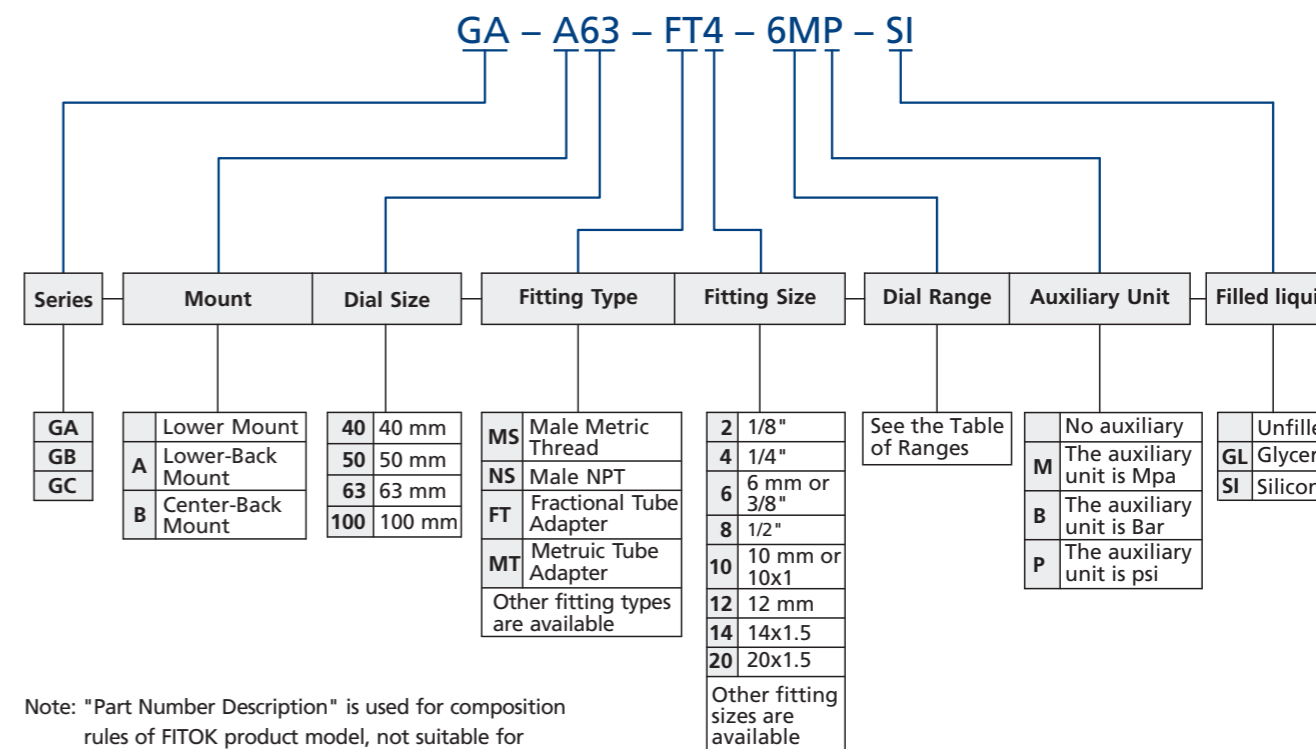 GA – A63 – FT4 – 6MP – SI
Series
Mount
Dial Size
Fitting Type
Fitting Size
Dial Range
Auxiliary Unit
Filled liqui
GA
GB
GC
Lower Mount
A Lower-Back
Mount
B Center-Back
Mount
40 40 mm
50 50 mm
63 63 mm
100 100 mm
MS Male Metric
Thread
NS Male NPT
FT Fractional Tube
Adapter
MT Metruic Tube
Adapter
Other fitting types
are available
2 1/8"
4 1/4"
6 6 mm or
3/8"
8 1/2"
10 10 mm or
10x1
12 12 mm
14 14x1.5
20 20x1.5
Other fitting
sizes are
available
See the Table
of Ranges
No auxiliary
M The auxiliary
unit is Mpa
B The auxiliary
unit is Bar
P The auxiliary
unit is psi
Unfille
GL Glycer
SI Silicon
Note: "Part Number Description" is used for composition
rules of FITOK product model, not suitable for